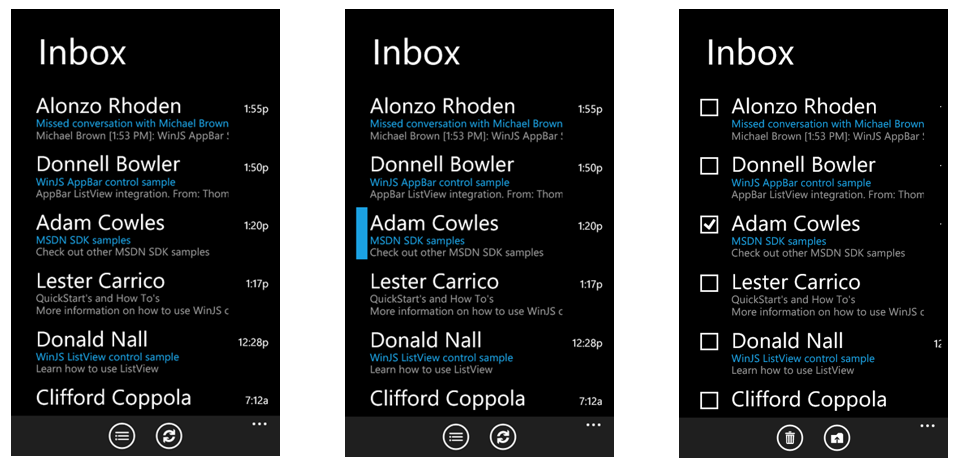 Inbox
Alonzo Rhoden 1:55p
Missed conversation with Michael Brown
Michael Brown [1:53 PM]: WinJS AppBar S
Donnell Bowler 1:50p
WinJS AppBar control sample
AppBar ListView integration. From: Thom
Adam Cowles 1:20p
MSDN SDK samples
Check out other MSDN SDK samples
Lester Carrico 1:17p
QuickStart's and How To's
More information on how to use WinJS c
Donald Nall 12:28p
WinJS ListView control sample
Learn how to use ListView
Clifford Coppola 7:12a
Inbox
Alonzo Rhoden 1:55p
Missed conversation with Michael Brown
Michael Brown [1:53 PM]: WinJS AppBar S
Donnell Bowler 1:50p
WinJS AppBar control sample
AppBar ListView integration. From: Thom
Adam Cowles 1:20p
MSDN SDK samples
Check out other MSDN SDK samples
Lester Carrico 1:17p
QuickStart's and How To's
More information on how to use WinJS c
Donald Nall 12:28p
WinJS ListView control sample
Learn how to use ListView
Clifford Coppola 7:12a
Inbox
Alonzo Rhoden
Missed conversation with Michael Brown
Michael Brown [1:53 PM]: WinJS AppBar S
Donnell Bowler
WinJS AppBar control sample
AppBar ListView integration. From: Thom
Adam Cowles
MSDN SDK samples
Check out other MSDN SDK samples
Lester Carrico
QuickStart's and How To's
More information on how to use WinJS c
Donald Nall 12
WinJS ListView control sample
Learn how to use ListView
Clifford Coppola